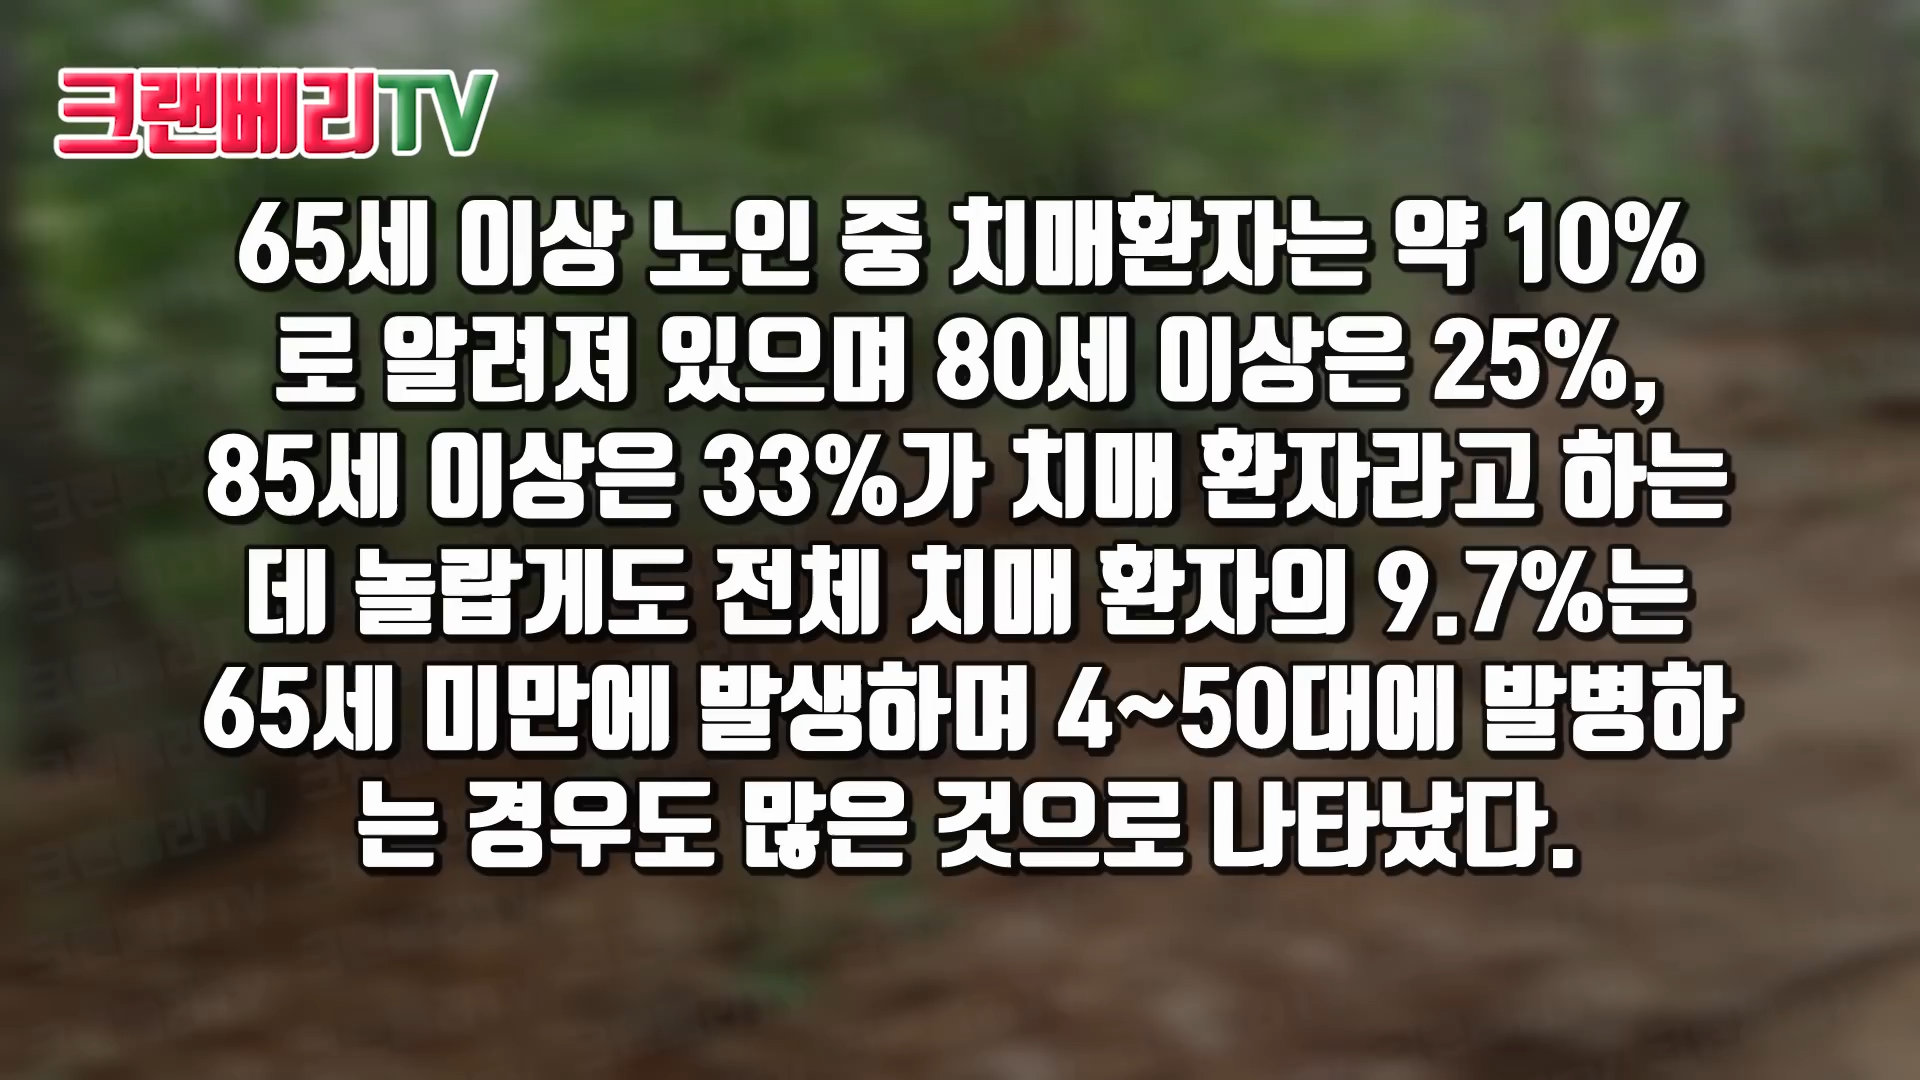 크랜베리TV
65세 이상 노인 중 치매환자는 약 10%
로 알려져 있으며 80세 이상은 25%,
85세 이상은 33%가 치매 환자라고 하는
데 놀랍게도 전체 치매 환자의 9.7%는
65세 미만에 발생하며 4~50대에 발병하
는 경우도 많은 것으로 나타났다.